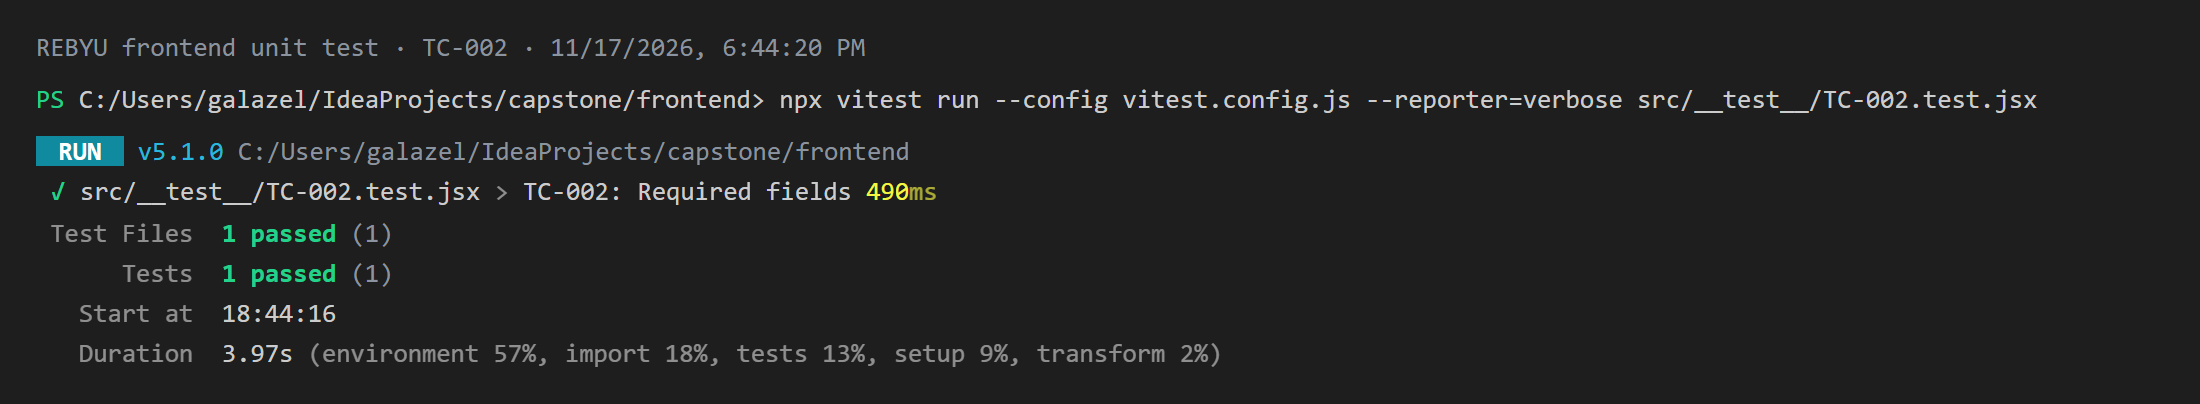 REBYU frontend unit test · TC-002 · 11/17/2026, 6:44:20 PM
PS C:/Users/galazel/IdeaProjects/capstone/frontend> npx vitest run --config vitest.config.js --reporter=verbose src/__test__/TC-002.test.jsx
RUN v5.1.0 C:/Users/galazel/IdeaProjects/capstone/frontend
√ src/__test__/TC-002.test.jsx > TC-002: Required fields 490ms
Test Files 1 passed (1)
Tests 1 passed (1)
Start at 18:44:16
Duration 3.97s (environment 57%, import 18%, tests 13%, setup 9%, transform 2%)